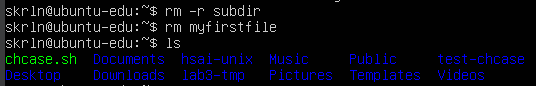 skrln@ubuntu-edu:~$ rm -r subdir
skrln@ubuntu-edu:~$ rm myfirstfile
skrln@ubuntu-edu:~$ ls
chcase.sh  Documents  hsai-unix  Music     Public     test-chcase
Desktop    Downloads  lab3-tmp   Pictures  Templates  Videos